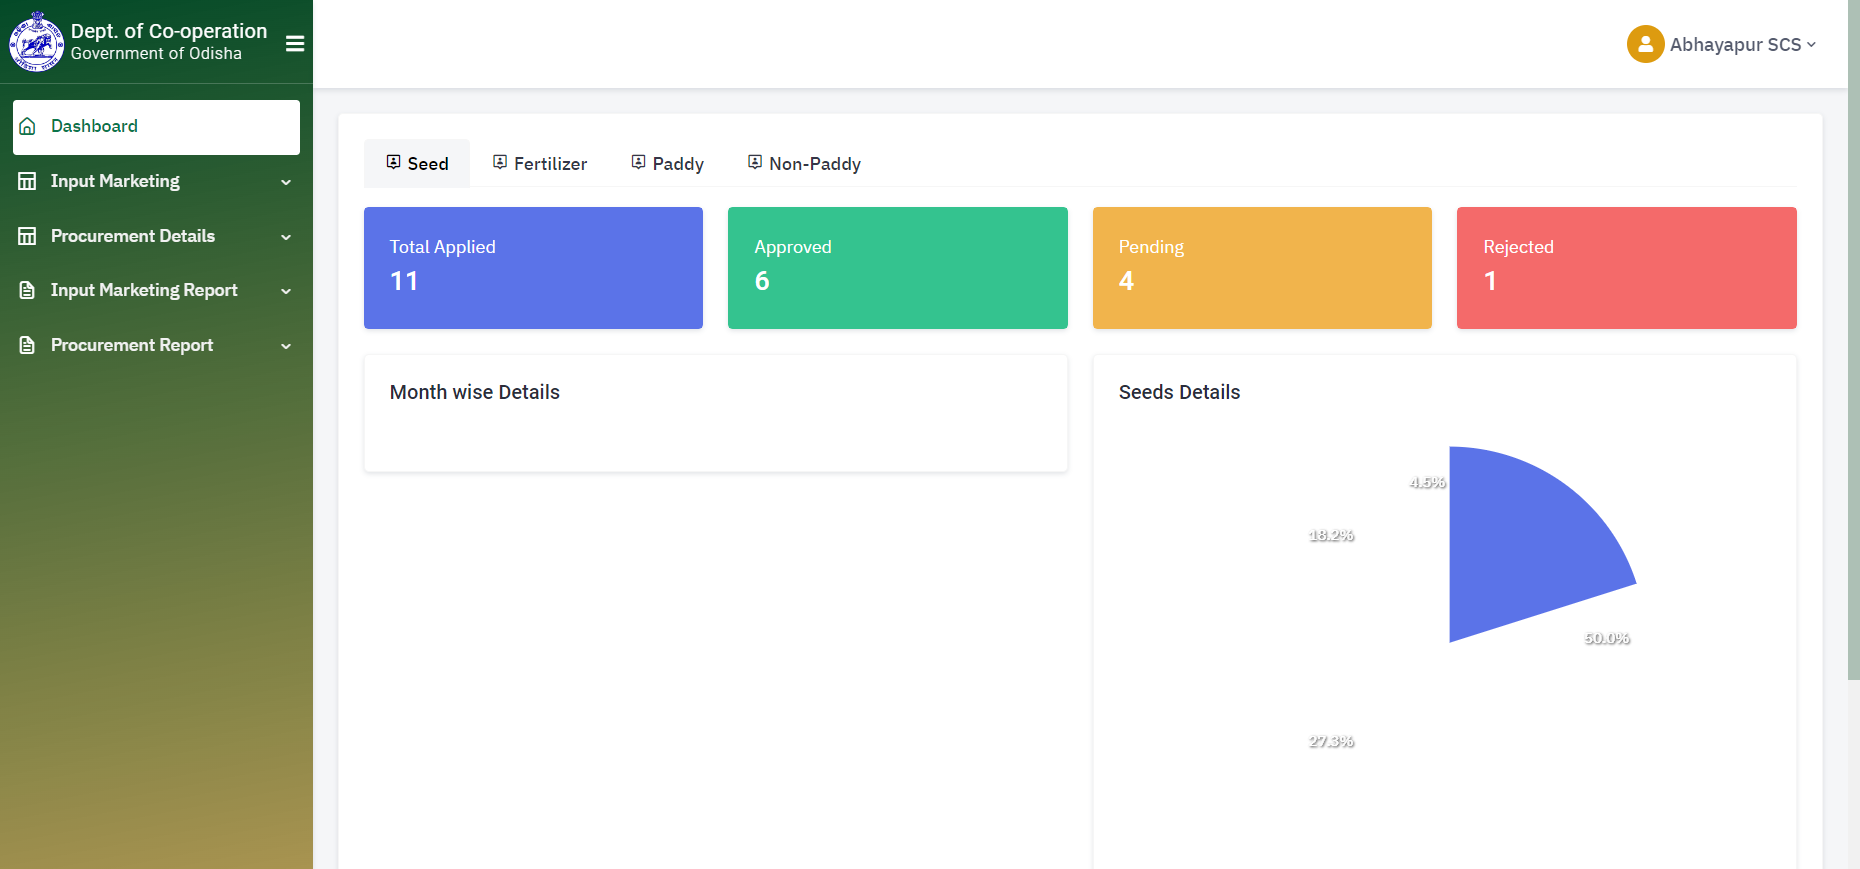 Dept. of Co-operation
Government of Odisha
Abhayapur SCS
Dashboard
Input Marketing
Procurement Details
Input Marketing Report
Procurement Report
Seed
Fertilizer
Paddy
Non-Paddy
Total Applied
11
Approved
6
Pending
4
Rejected
1
Month wise Details
Seeds Details
4.5%
18.2%
50.0%
27.3%